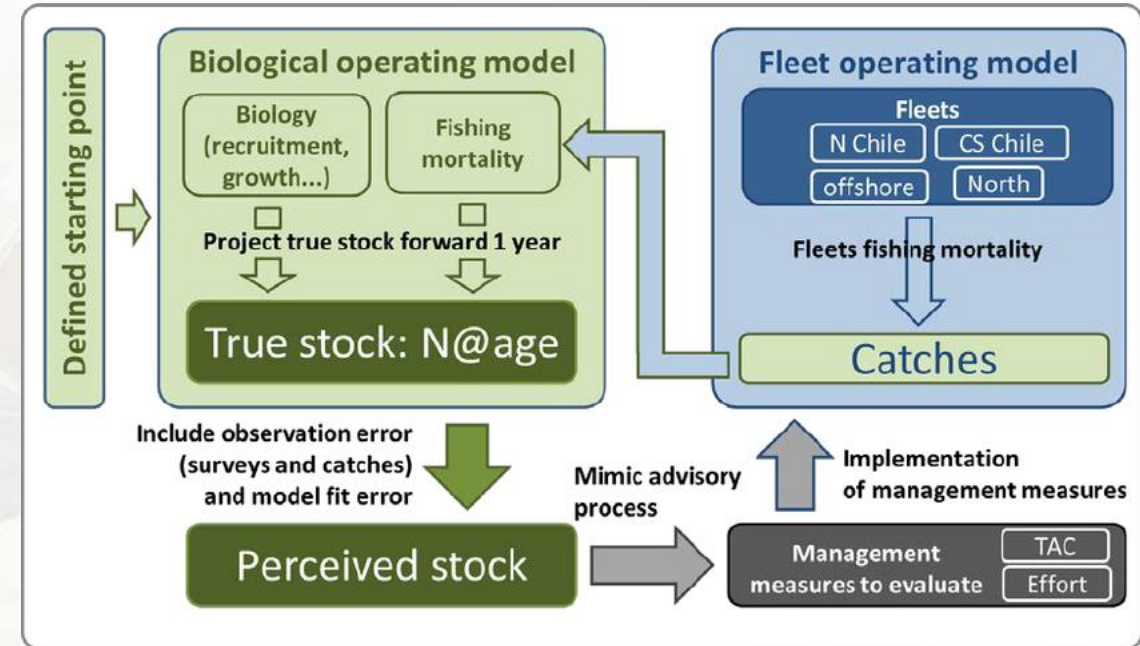 Defined starting point
Biological operating model
Biology
(recruitment,
growth...)
Fishing
mortality
Project true stock forward 1 year
True stock: N@age
Fleet operating model
Fleets
N Chile
CS Chile
offshore
North
Fleets fishing mortality
Catches
Include observation error
(surveys and catches)
and model fit error
Mimic advisory
process
Implementation
of management measures
Perceived stock
Management
measures to evaluate
TAC
Effort